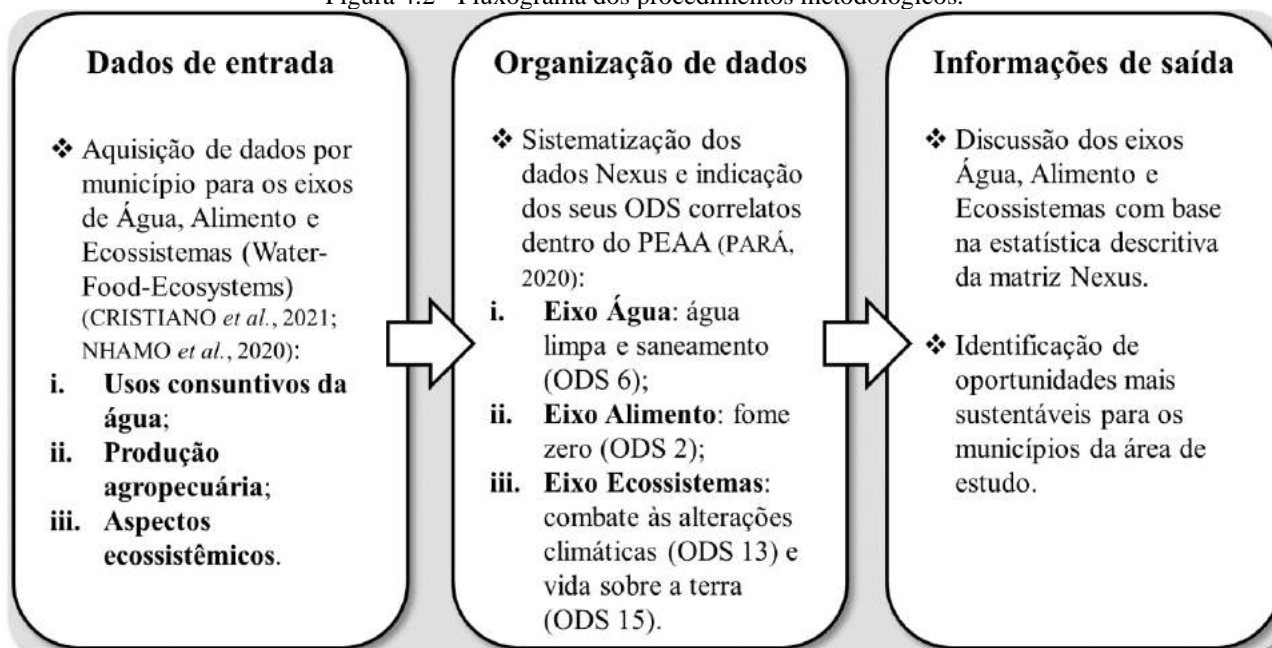 Figura 4.2 - Fluxograma dos procedimentos metodológicos.
Dados de entrada
❖ Aquisição de dados por
município para os eixos
de Água, Alimento e
Ecossistemas (Water-
Food-Ecosystems)
(CRISTIANO et al., 2021;
NHAMO et al., 2020):
i. Usos consuntivos da
água;
ii. Produção
agropecuária;
iii. Aspectos
ecossistêmicos.
Organização de dados
❖ Sistematização dos
dados Nexus e indicação
dos seus ODS correlatos
dentro do PEAA (PARÁ,
2020):
i. Eixo Água: água
limpa e saneamento
(ODS 6);
ii. Eixo Alimento: fome
zero (ODS 2);
iii. Eixo Ecossistemas:
combate às alterações
climáticas (ODS 13) e
vida sobre a terra
(ODS 15).
Informações de saída
❖ Discussão dos eixos
Água, Alimento e
Ecossistemas com base
na estatística descritiva
da matriz Nexus.
❖ Identificação de
oportunidades mais
sustentáveis para os
municípios da área de
estudo.